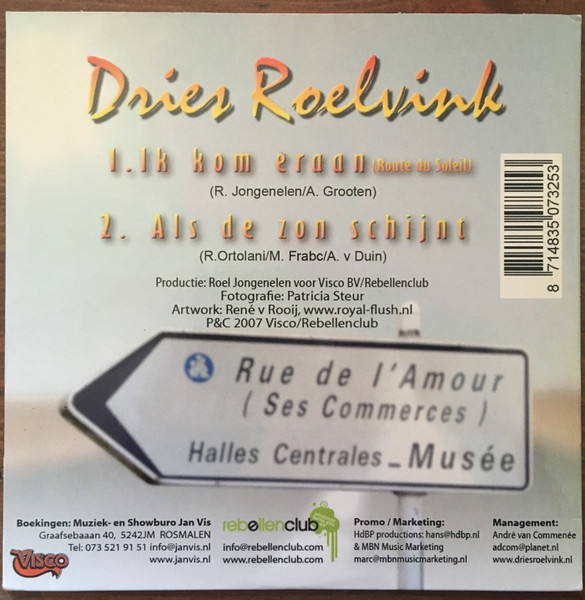 Dries Roelvink
1. Ik kom eraan (Route du Soleil)
(R. Jongenelen/A. Grooten)
2. Als de zon schijnt
(R.Ortolani/M. Frabc/A. v Duin)
8 714835 073253
Productie: Roel Jongenelen voor Visco BV/Rebellenclub
Fotografie: Patricia Steur
Artwork: René v Rooij, www.royal-flush.nl
P&C 2007 Visco/Rebellenclub
Rue de l'Amour
( Ses Commerces )
Halles Centrales - Musée
Boekingen: Muziek- en Showburo Jan Vis
Graafsebaaan 40, 5242JM ROSMALEN
Tel: 073 521 91 51 info@janvis.nl
www.janvis.nl
VISCO
rebellenclub
info@rebellenclub.com
www.rebellenclub.com
Promo / Marketing:
HdBP productions: hans@hdbp.nl
& MBN Music Marketing
marc@mbnmusicmarketing.nl
Management:
André van Commenée
adcom@planet.nl
www.driesroelvink.nl